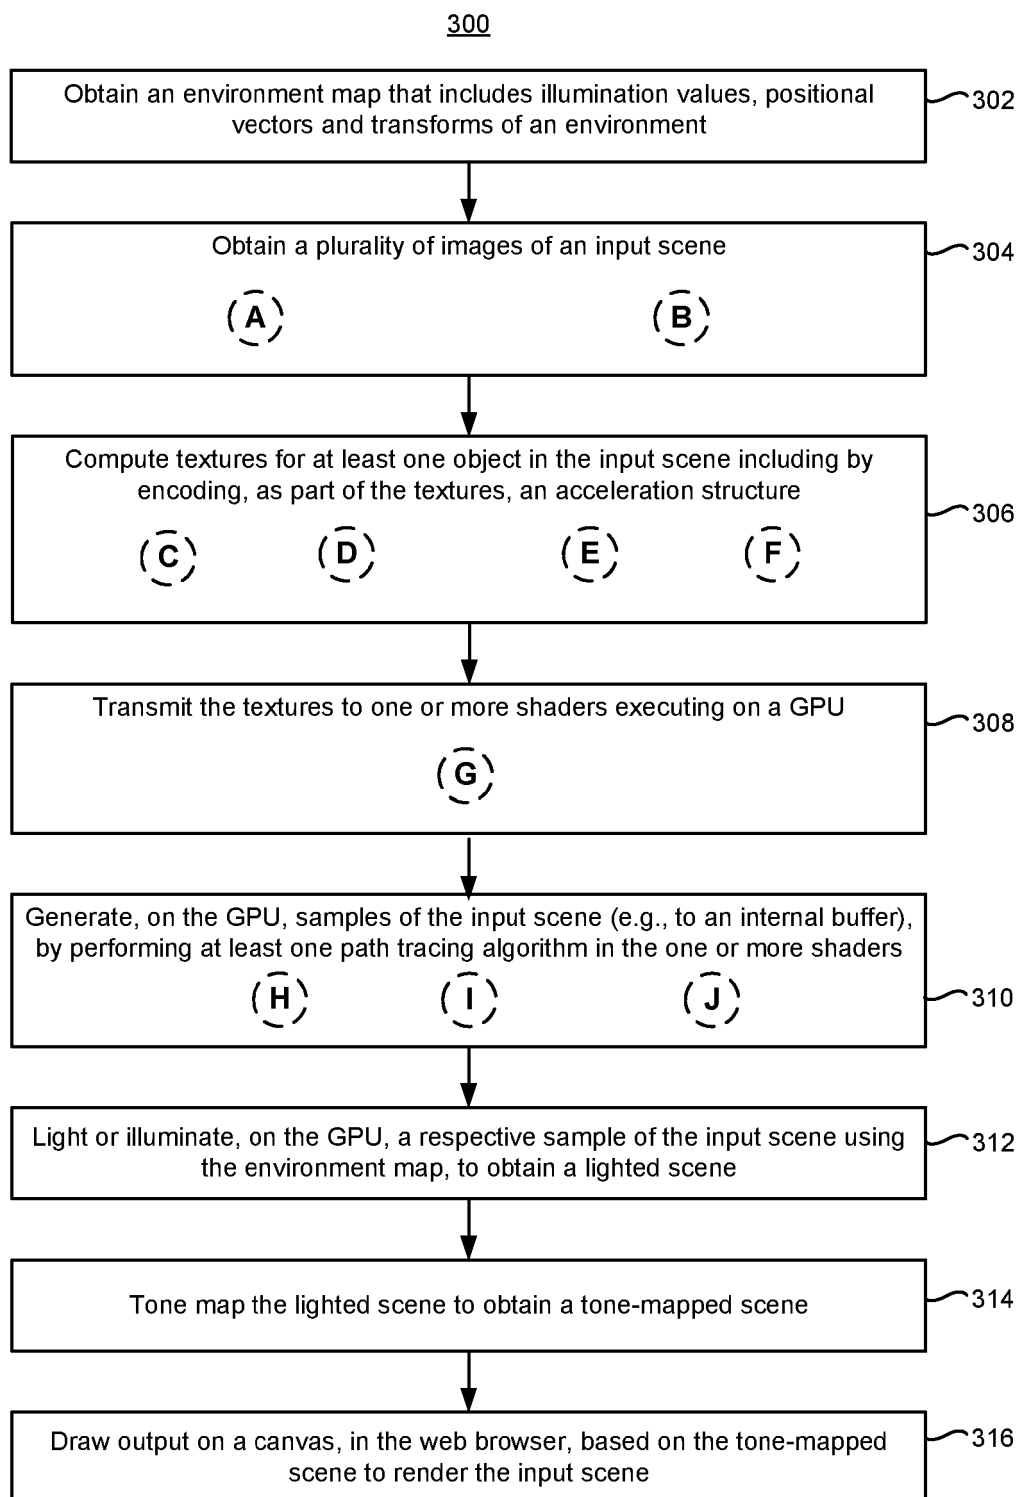 300
Obtain an environment map that includes illumination values, positional
vectors and transforms of an environment
302
Obtain a plurality of images of an input scene
304
A B
Compute textures for at least one object in the input scene including by
encoding, as part of the textures, an acceleration structure
306
C D E F
Transmit the textures to one or more shaders executing on a GPU
308
G
Generate, on the GPU, samples of the input scene (e.g., to an internal buffer),
by performing at least one path tracing algorithm in the one or more shaders
H I J
310
Light or illuminate, on the GPU, a respective sample of the input scene using
the environment map, to obtain a lighted scene
312
Tone map the lighted scene to obtain a tone-mapped scene
314
Draw output on a canvas, in the web browser, based on the tone-mapped
scene to render the input scene
316